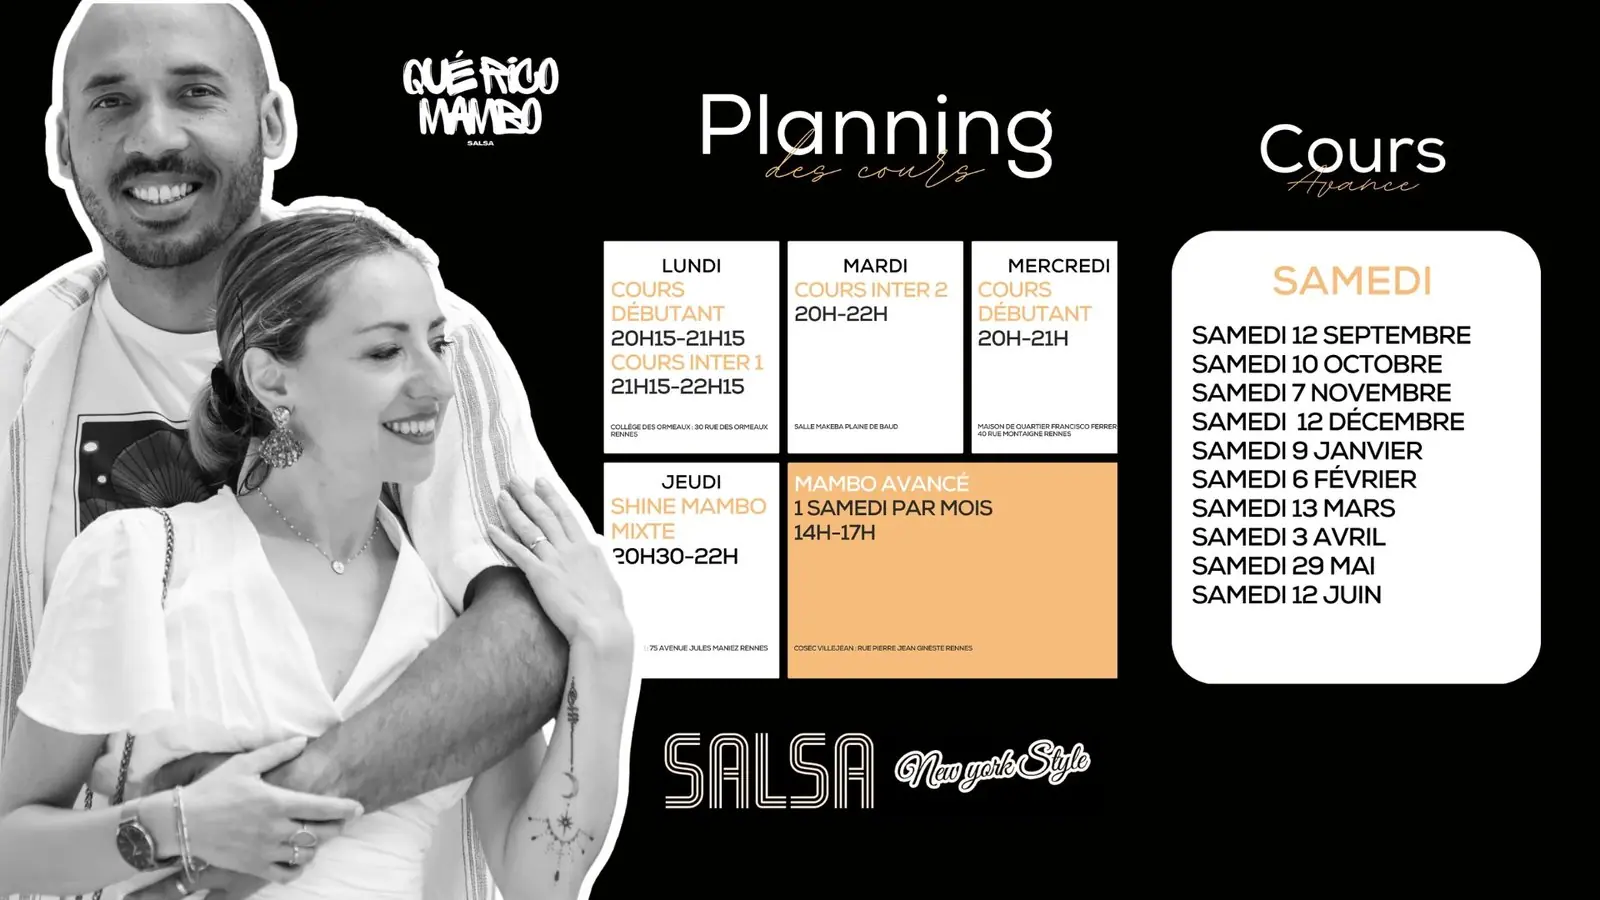 QUÉ RICO
MAMBO
SALSA
Planning
des cours
LUNDI
COURS
DÉBUTANT
20H15-21H15
COURS INTER 1
21H15-22H15
COLLÉGE DES ORMEAUX : 30 RUE DES ORMEAUX
RENNES
MARDI
COURS INTER 2
20H-22H
SALLE MAKEBA PLAINE DE BAUD
MERCREDI
COURS
DÉBUTANT
20H-21H
MAISON DE QUARTIER FRANCISCO FERRER
40 RUE MONTAIGNE RENNES
JEUDI
SHINE MAMBO
MIXTE
20H30-22H
: 75 AVENUE JULES MANIEZ RENNES
MAMBO AVANCÉ
1 SAMEDI PAR MOIS
14H-17H
COSEC VILLEJEAN : RUE PIERRE JEAN GINESTE RENNES
SALSA
New york Style
Cours
Avance
SAMEDI
SAMEDI 12 SEPTEMBRE
SAMEDI 10 OCTOBRE
SAMEDI 7 NOVEMBRE
SAMEDI 12 DÉCEMBRE
SAMEDI 9 JANVIER
SAMEDI 6 FÉVRIER
SAMEDI 13 MARS
SAMEDI 3 AVRIL
SAMEDI 29 MAI
SAMEDI 12 JUIN